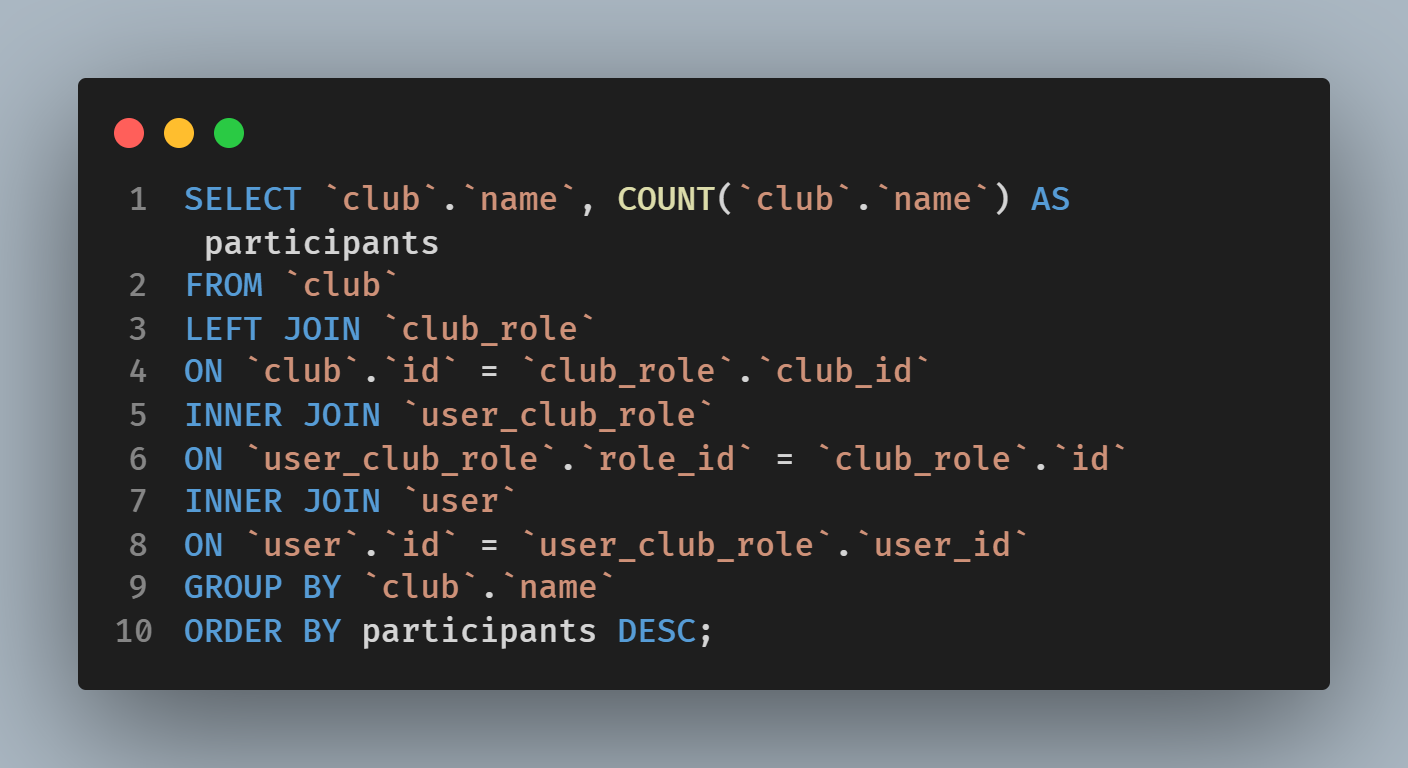 1 SELECT `club`.`name`, COUNT(`club`.`name`) AS
participants
2 FROM `club`
3 LEFT JOIN `club_role`
4 ON `club`.`id` = `club_role`.`club_id`
5 INNER JOIN `user_club_role`
6 ON `user_club_role`.`role_id` = `club_role`.`id`
7 INNER JOIN `user`
8 ON `user`.`id` = `user_club_role`.`user_id`
9 GROUP BY `club`.`name`
10 ORDER BY participants DESC;